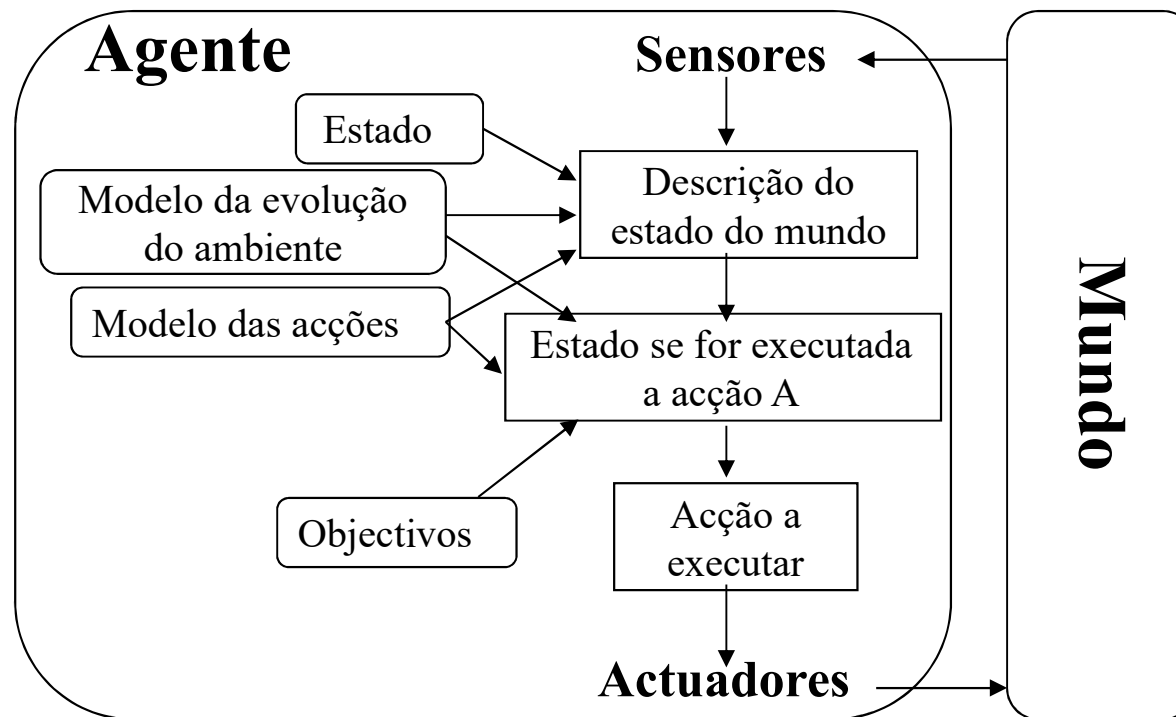 Agente
Sensores
Estado
Descrição do
estado do mundo
Modelo da evolução
do ambiente
Modelo das acções
Estado se for executada
a acção A
Objectivos
Acção a
executar
Actuadores
Mundo